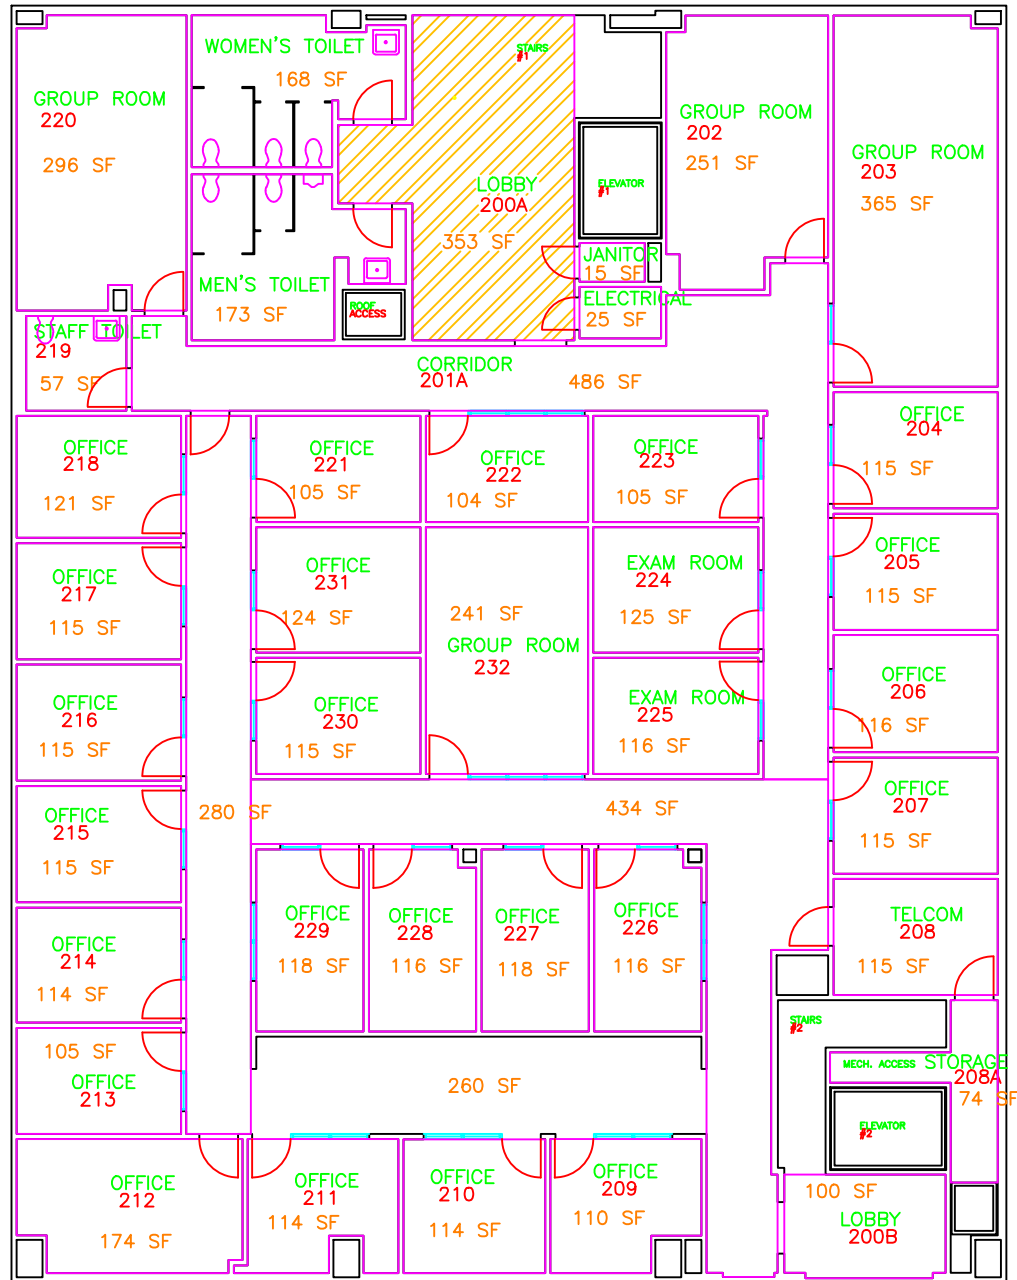 WOMEN'S TOILET
168 SF
STAIRS
#1
GROUP ROOM
220
296 SF
GROUP ROOM
202
251 SF
GROUP ROOM
203
365 SF
LOBBY
200A
353 SF
ELEVATOR
#1
JANITOR
15 SF
ELECTRICAL
25 SF
MEN'S TOILET
173 SF
ROOF
ACCESS
STAFF TOILET
219
57 SF
CORRIDOR
201A
486 SF
OFFICE
204
115 SF
OFFICE
218
121 SF
OFFICE
221
105 SF
OFFICE
222
104 SF
OFFICE
223
105 SF
OFFICE
205
115 SF
OFFICE
217
115 SF
OFFICE
231
124 SF
241 SF
GROUP ROOM
232
EXAM ROOM
224
125 SF
OFFICE
206
116 SF
OFFICE
216
115 SF
OFFICE
230
115 SF
EXAM ROOM
225
116 SF
OFFICE
207
115 SF
OFFICE
215
115 SF
280 SF
434 SF
OFFICE
214
114 SF
OFFICE
229
118 SF
OFFICE
228
116 SF
OFFICE
227
118 SF
OFFICE
226
116 SF
TELCOM
208
115 SF
STAIRS
#2
105 SF
OFFICE
213
260 SF
MECH. ACCESS
STORAGE
208A
74 SF
ELEVATOR
#2
OFFICE
212
174 SF
OFFICE
211
114 SF
OFFICE
210
114 SF
OFFICE
209
110 SF
100 SF
LOBBY
200B